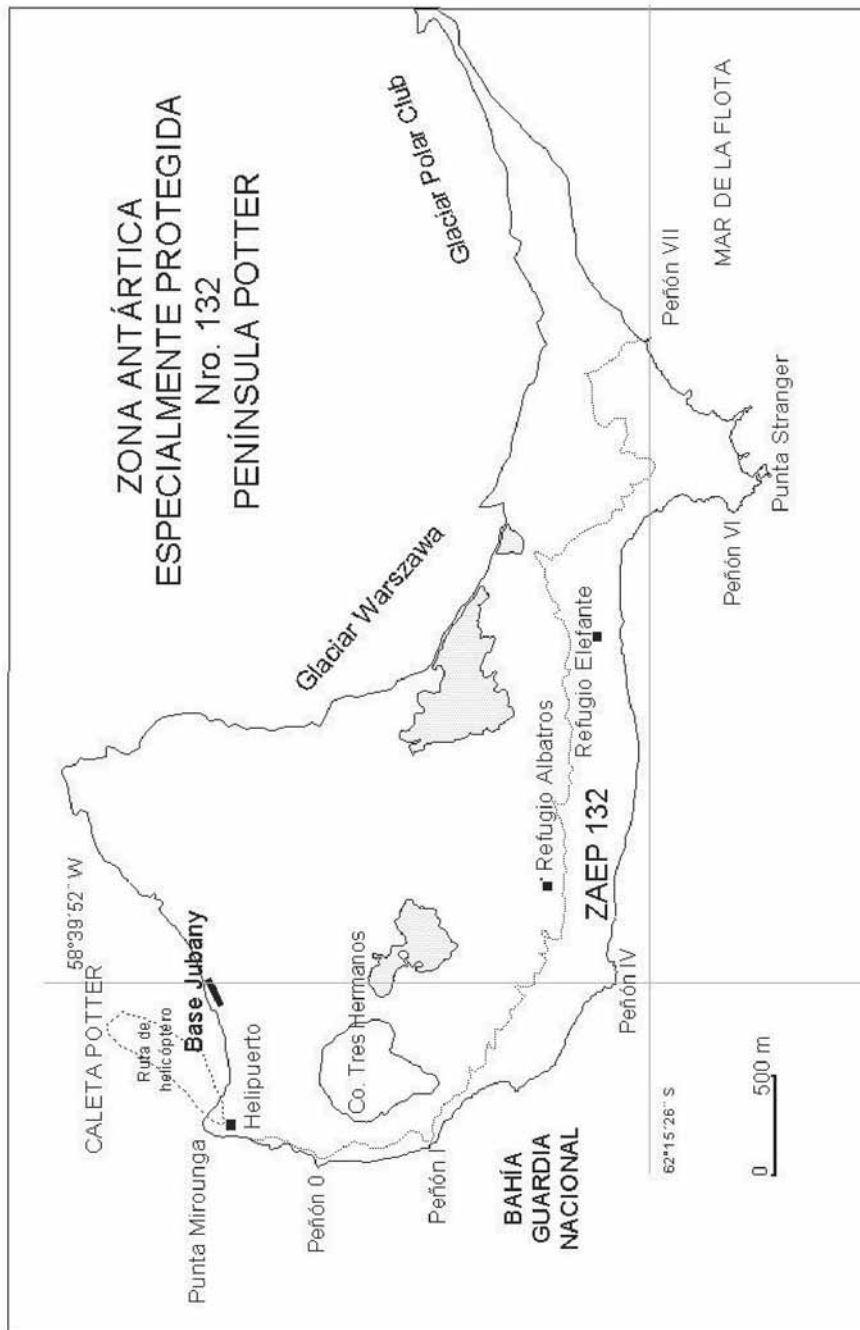 ZONA ANTÁRTICA
ESPECIALMENTE PROTEGIDA
Nro. 132
PENÍNSULA POTTER
CALETA POTTER
58°39´52¨ W
Ruta de
helicóptero
Base Jubany
Punta Mirounga
Helipuerto
Glaciar Warszawa
Glaciar Polar Club
Peñón 0
Co. Tres Hermanos
Peñón I
BAHÍA
GUARDIA
NACIONAL
Refugio Albatros
Refugio Elefante
ZAEP 132
Peñón IV
Peñón VI
Punta Stranger
Peñón VII
MAR DE LA FLOTA
62°15´26¨ S
0 500 m